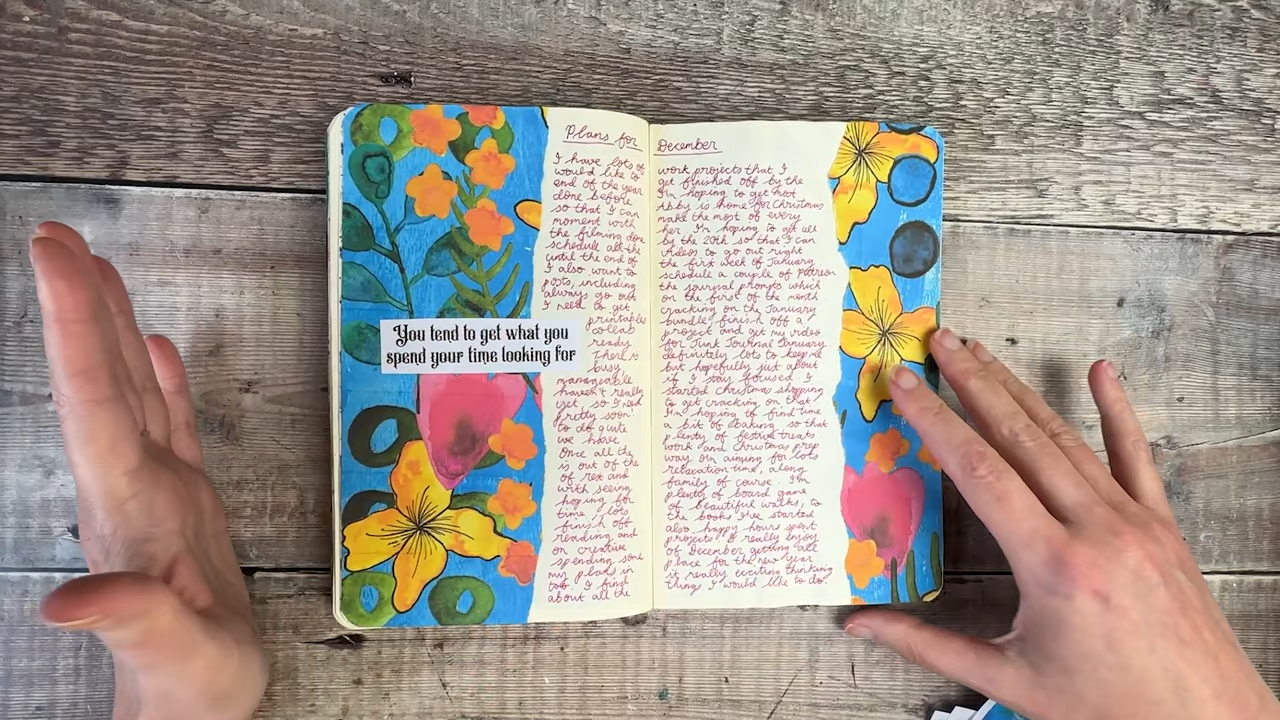 Plans for December
I have lots of work projects that I
would like to get finished off by the
end of the year. I'm hoping to get most
done before is home for Christmas
so that I can make the most of every
moment with her. I'm hoping to get all
the filming done by the 20th so that I can
schedule all the videos to go out right
until the end of the first week of January
I also want to schedule a couple of Patreon
posts, including the journal prompts which
always go out on the first of the month
I need to get cracking on the January
printable bundle, finish off a
collab project and get my video
ready for Junk Journal January
There is definitely lots to keep me
busy but hopefully just about
manageable if I stay focused. I
haven't really started Christmas shopping
yet so I need to get cracking on that
pretty soon! I'm hoping to find time
to do quite a bit of baking so that
we have plenty of festive treats
Once all the work and Christmas prep
is out of the way I'm aiming for lots
of rex and relaxation time, along
with seeing family of course. I'm
hoping for plenty of board game
time, lots of beautiful walks, to
finish off the books I've started
reading and also happy hours spent
on creative projects. I really enjoy
spending some of December getting all
my plans in place for the new year
too. I find it really exciting thinking
about all the thing I would like to do!
You tend to get what you
spend your time looking for